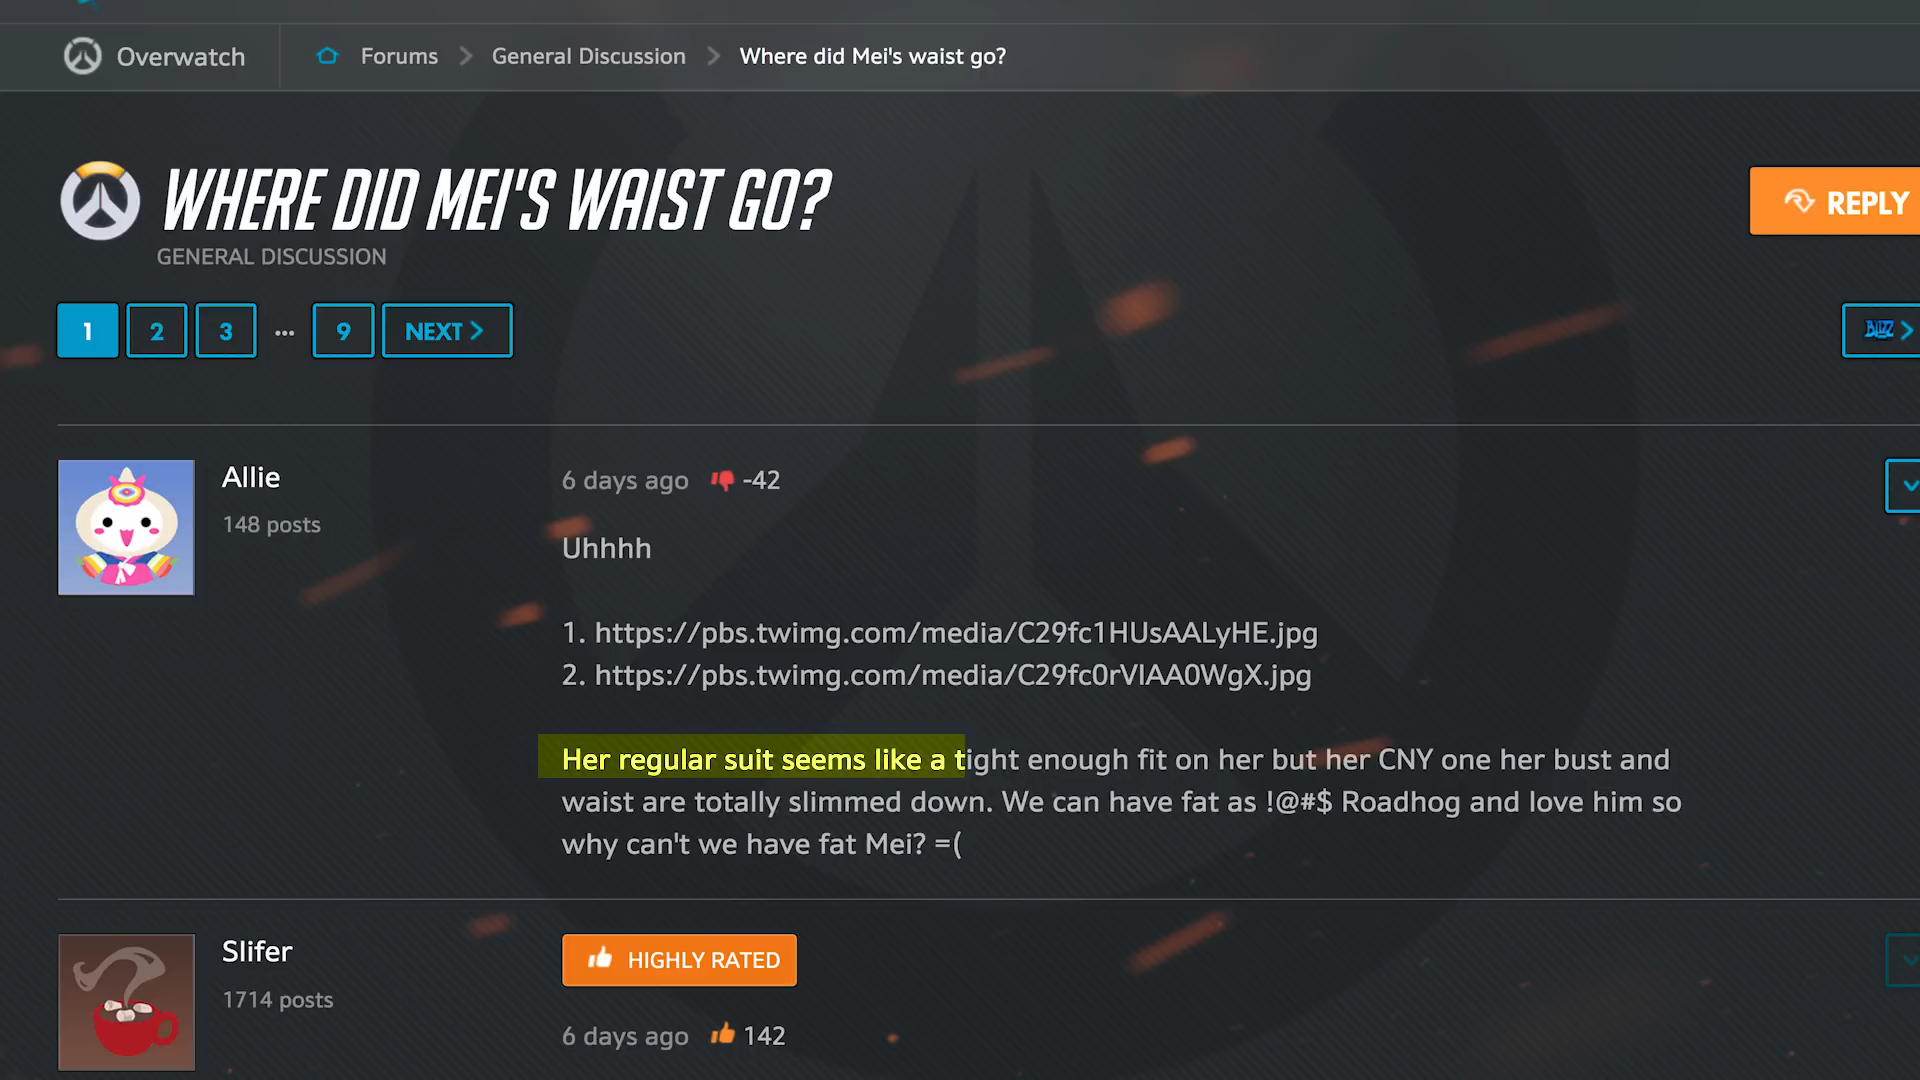 Overwatch Forums General Discussion Where did Mei's waist go?
WHERE DID MEI'S WAIST GO?
REPLY
GENERAL DISCUSSION
1 2 3 ... 9 NEXT
BLIZZ
Allie
6 days ago -42
148 posts
Uhhhh
1. https://pbs.twimg.com/media/C29fc1HUsAALyHE.jpg
2. https://pbs.twimg.com/media/C29fc0rVIAA0WgX.jpg
Her regular suit seems like a tight enough fit on her but her CNY one her bust and
waist are totally slimmed down. We can have fat as !@#$ Roadhog and love him so
why can't we have fat Mei? =(
Slifer
HIGHLY RATED
1714 posts
6 days ago 142